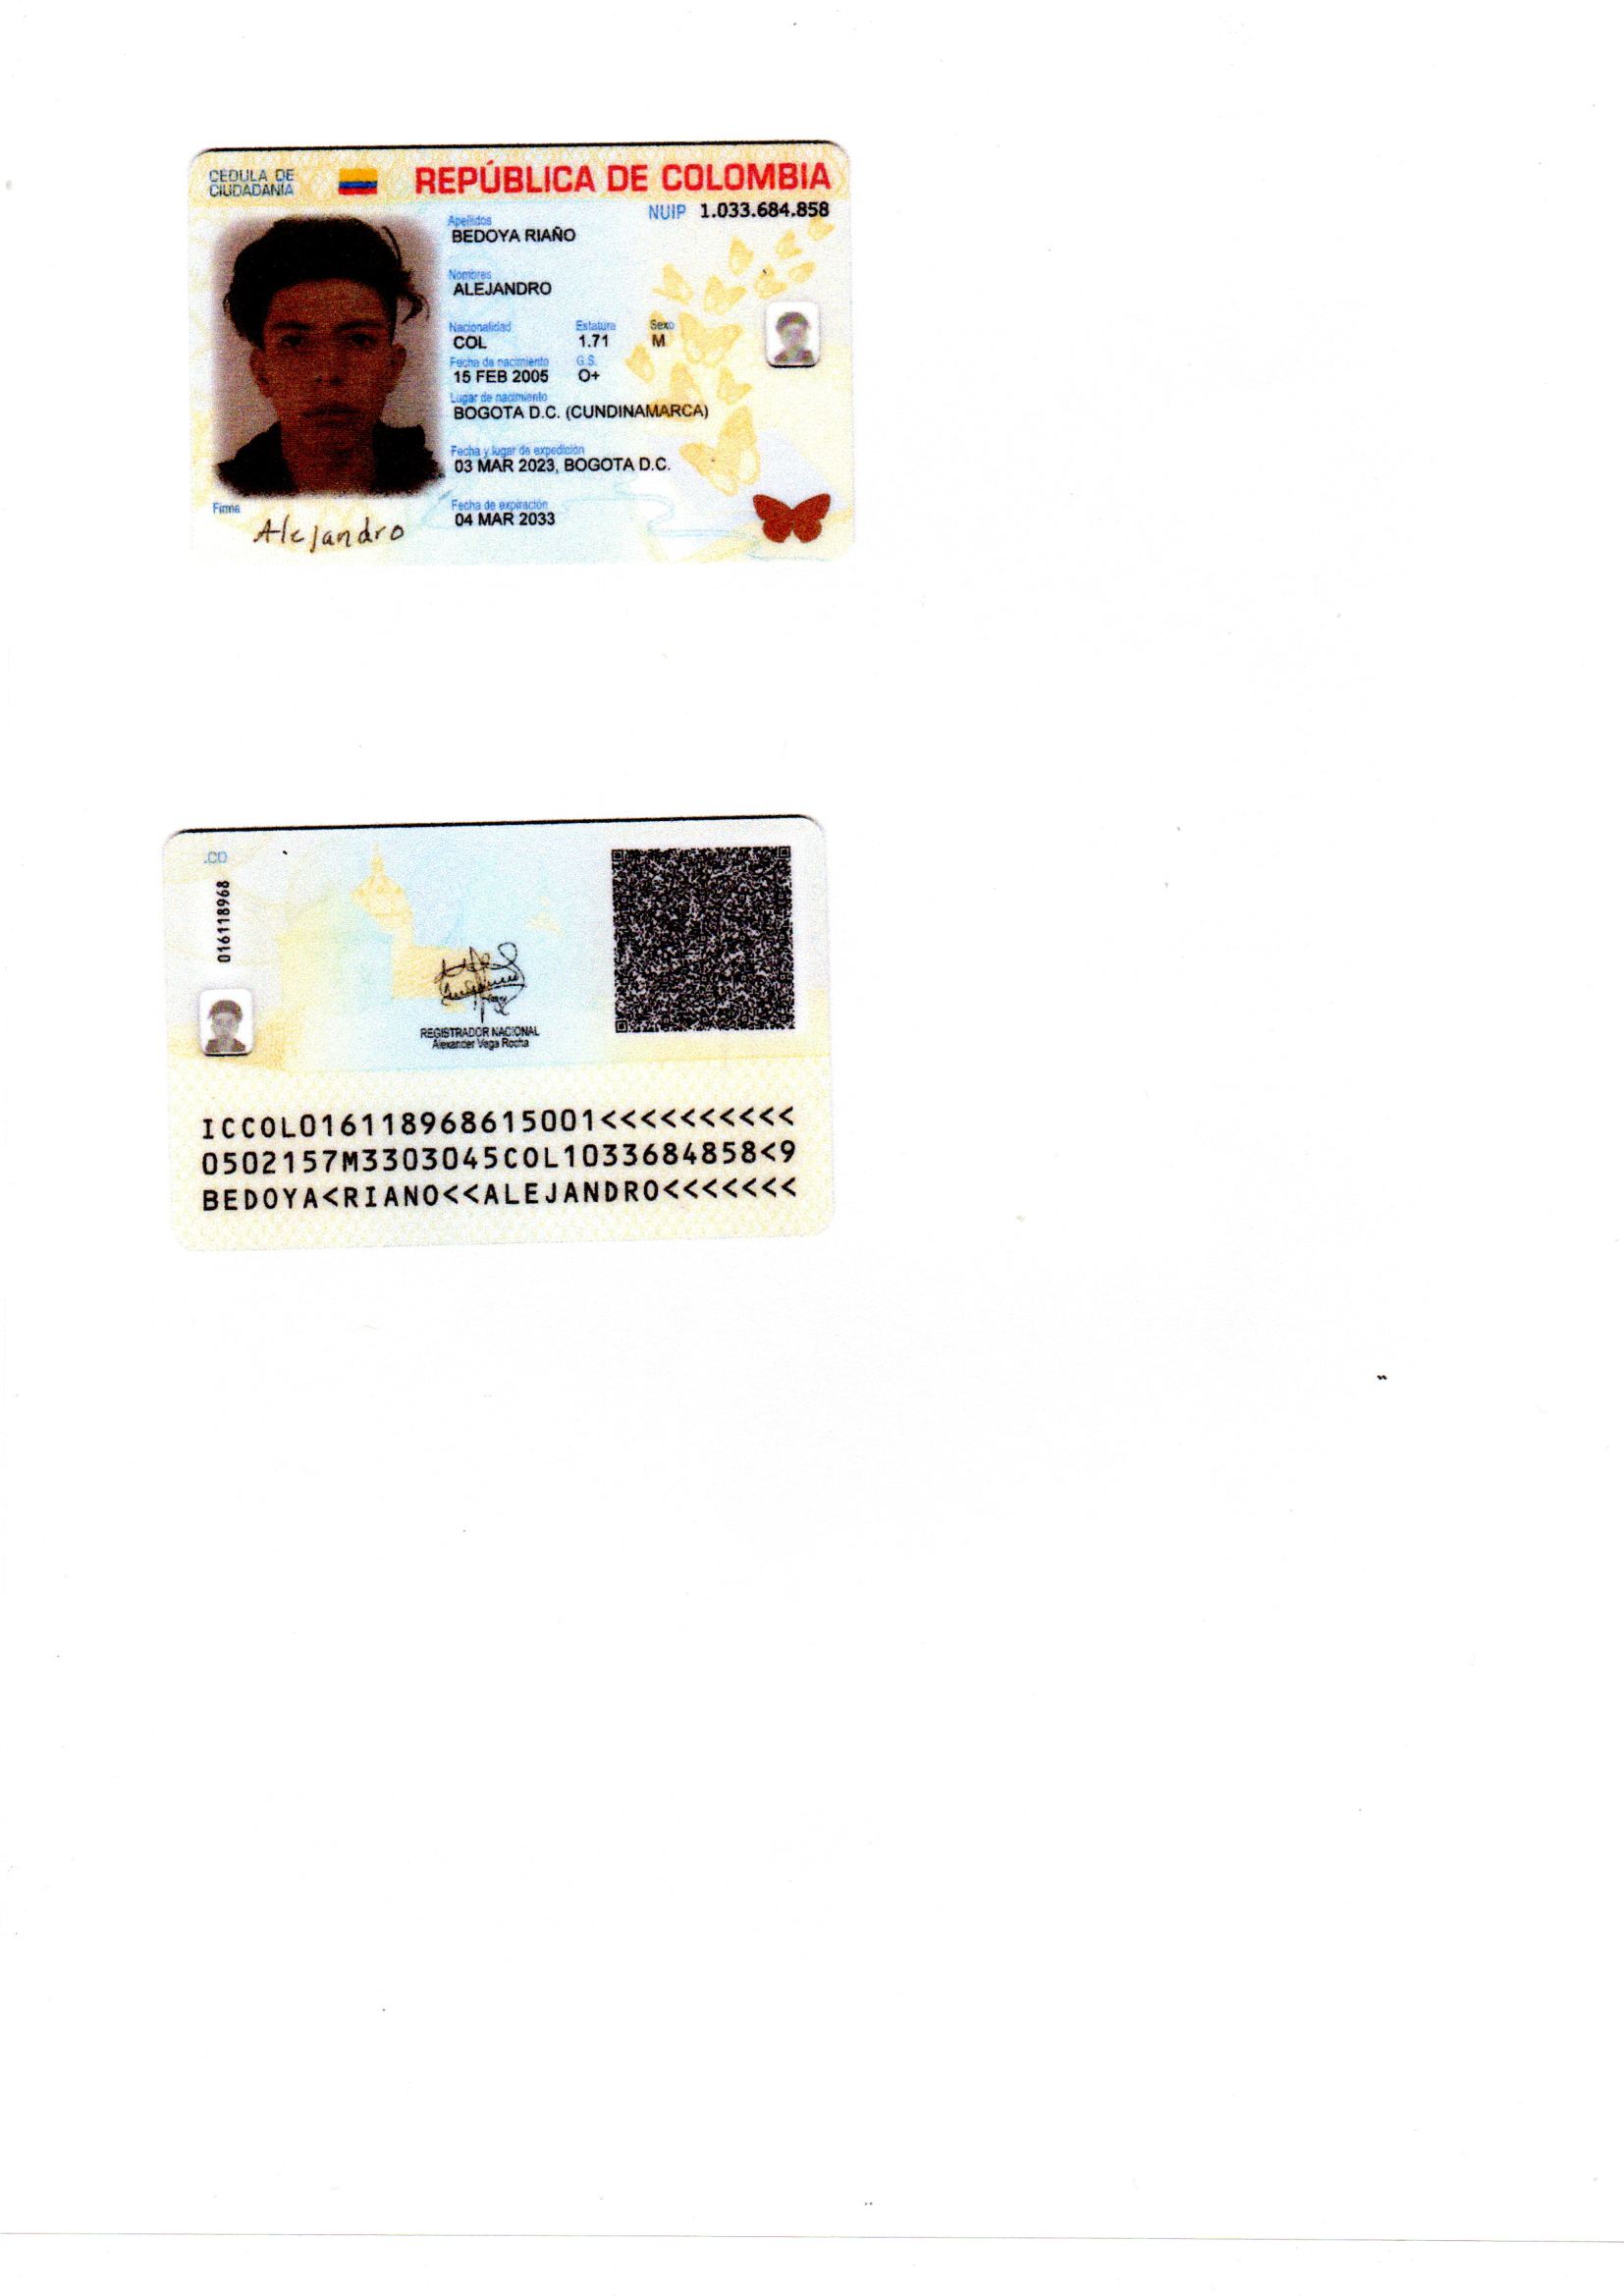 CÉDULA DE
CIUDADANÍA
REPÚBLICA DE COLOMBIA
NUIP 1.033.684.858
Apellidos
BEDOYA RIAÑO
Nombres
ALEJANDRO
Nacionalidad Estatura Sexo
COL 1.71 M
Fecha de nacimiento G.S.
15 FEB 2005 O+
Lugar de nacimiento
BOGOTA D.C. (CUNDINAMARCA)
Fecha y lugar de expedición
03 MAR 2023, BOGOTA D.C.
Fecha de expiración
04 MAR 2033
Firma
Alejandro
.CO
016118968
REGISTRADOR NACIONAL
Alexander Vega Rocha
ICCOL016118968615001<<<<<<<<<<
0502157M3303045COL1033684858<9
BEDOYA<RIANO<<ALEJANDRO<<<<<<<